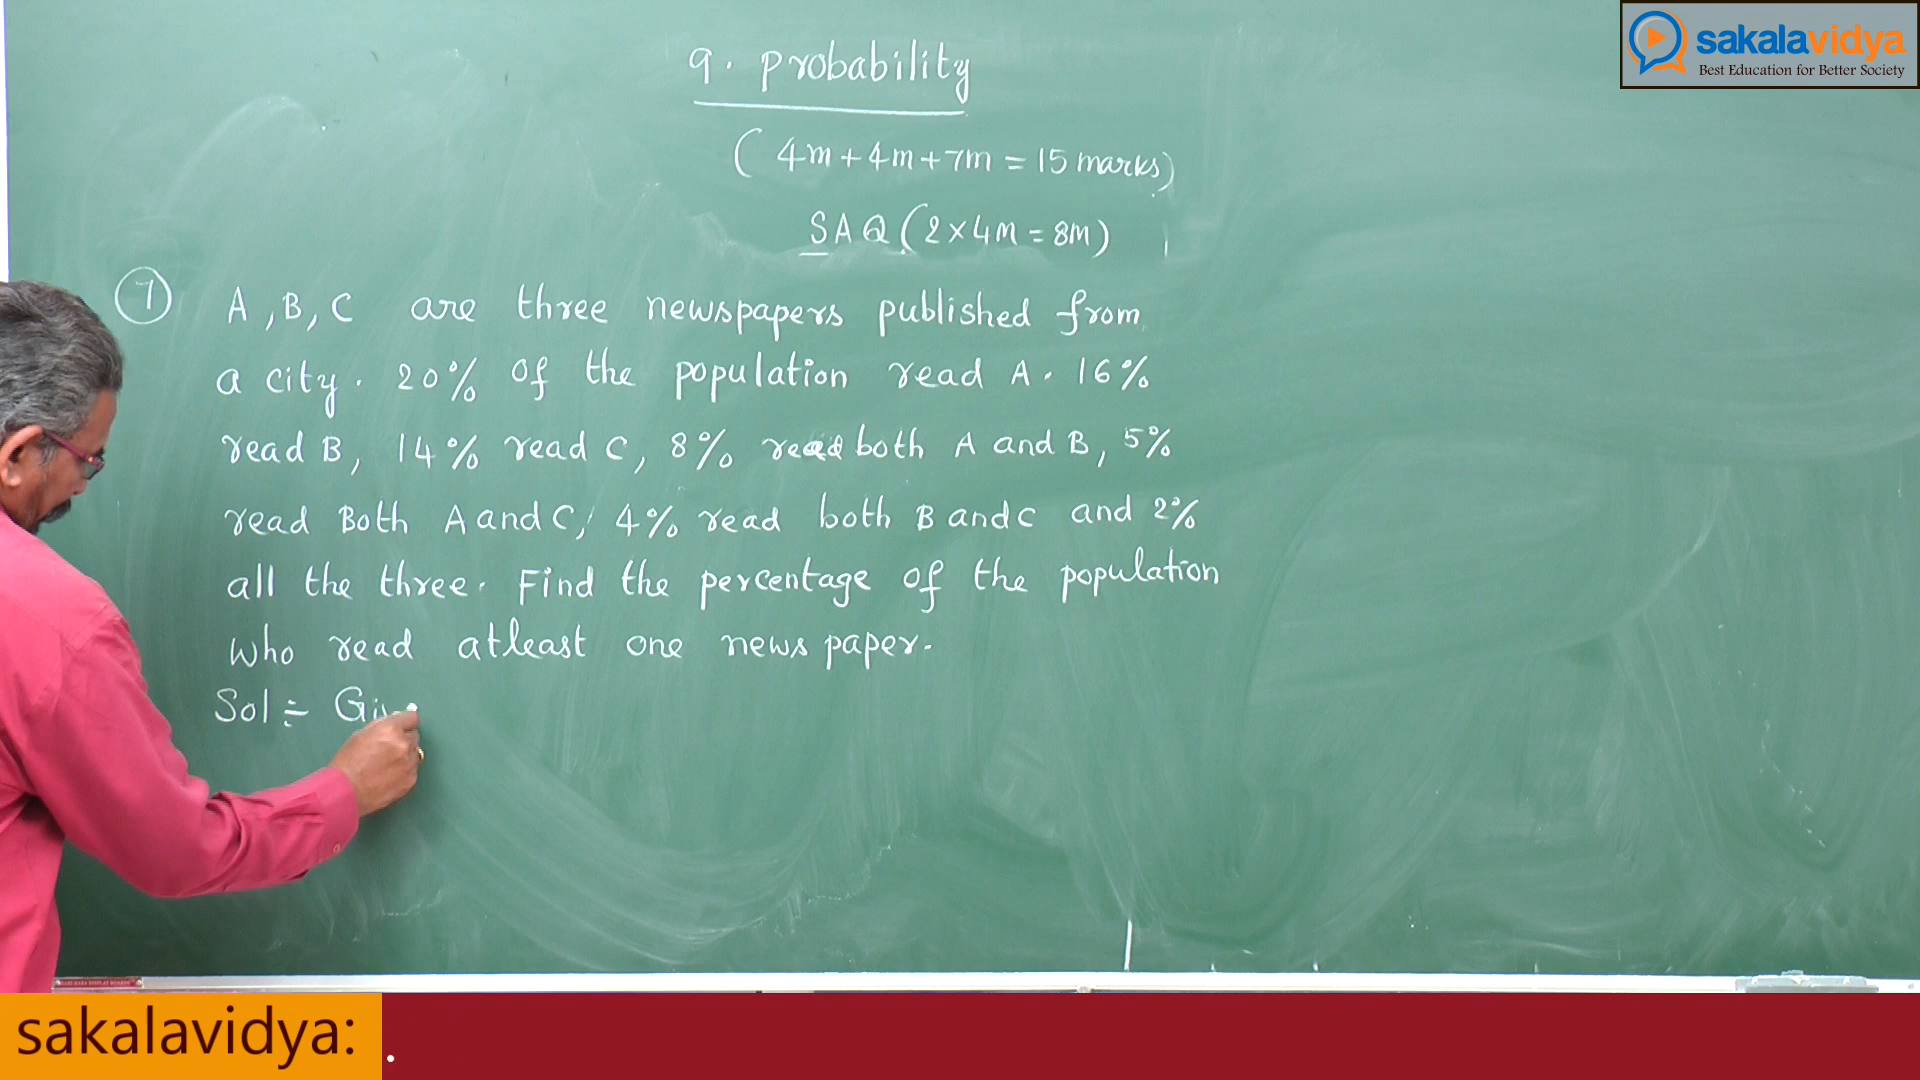 sakalavidya
Best Education for Better Society
9. probability
( 4m + 4m + 7m = 15 marks)
SAQ (2 × 4m = 8m)
7 A, B, C are three newspapers published from
a city. 20% of the population read A. 16%
read B, 14% read C, 8% read both A and B, 5%
read Both A and C, 4% read both B and C and 2%
all the three. Find the percentage of the population
who read atleast one news paper.
Sol :- Giv
sakalavidya: .